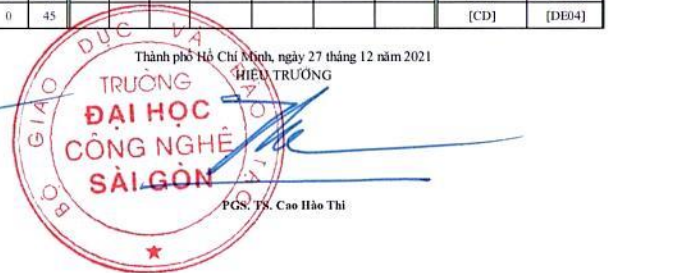 0 45 [CD] [DE04]
Thành phố Hồ Chí Minh, ngày 27 tháng 12 năm 2021
HIỆU TRƯỞNG
BỘ GIÁO DỤC VÀ ĐÀO TẠO
TRƯỜNG
ĐẠI HỌC
CÔNG NGHỆ
SÀI GÒN
PGS. TS. Cao Hào Thi